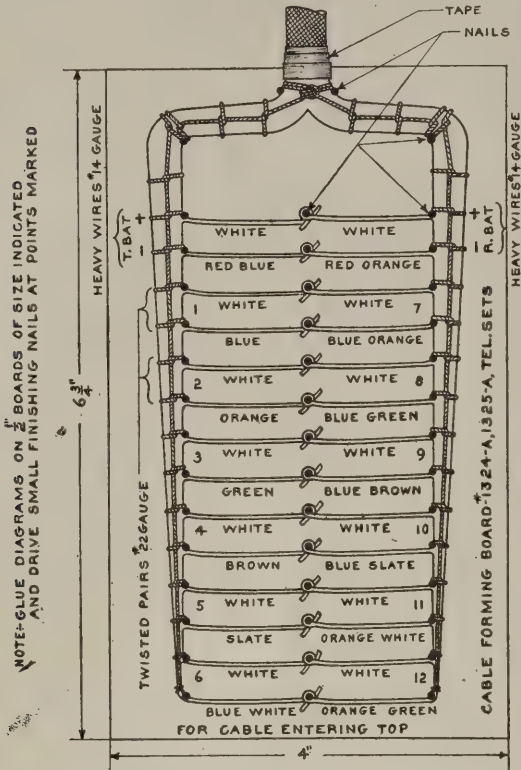 TAPE
NAILS
NOTE:- GLUE DIAGRAMS ON 1/2" BOARDS OF SIZE INDICATED
AND DRIVE SMALL FINISHING NAILS AT POINTS MARKED
HEAVY WIRES #14 GAUGE
HEAVY WIRES #14 GAUGE
T. BAT + -
+ - R. BAT
WHITE WHITE
RED BLUE RED ORANGE
1 WHITE WHITE 7
BLUE BLUE ORANGE
2 WHITE WHITE 8
ORANGE BLUE GREEN
3 WHITE WHITE 9
GREEN BLUE BROWN
4 WHITE WHITE 10
BROWN BLUE SLATE
5 WHITE WHITE 11
SLATE ORANGE WHITE
6 WHITE WHITE 12
BLUE WHITE ORANGE GREEN
FOR CABLE ENTERING TOP
6 3/4"
4"
TWISTED PAIRS #22 GAUGE
CABLE FORMING BOARD-#1324-A, 1325-A, TEL. SETS